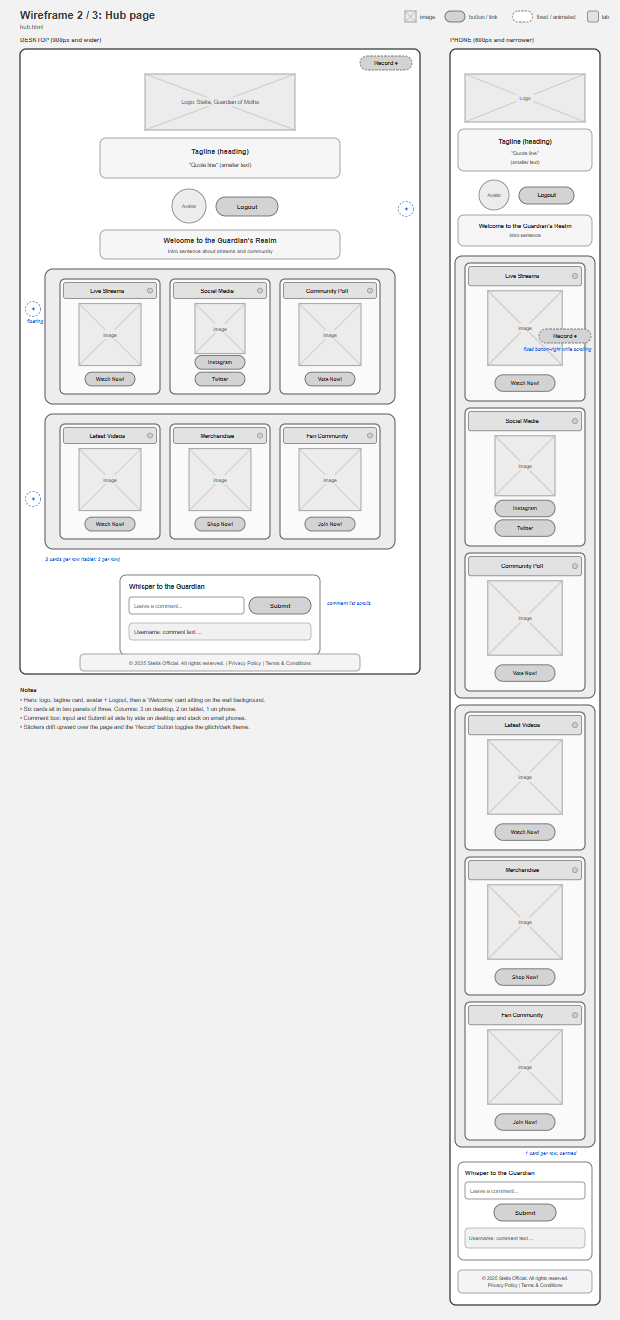 Wireframe 2 / 3: Hub page
hub.html
image
button / link
fixed / animated
tab
DESKTOP (900px and wider)
Record
Logo: Stella, Guardian of Mothe
Tagline (heading)
"Quote line" (smaller text)
Avatar
Logout
Welcome to the Guardian's Realm
Intro sentence about streams and community
floating
Live Streams
Social Media
Community Poll
image
image
image
Instagram
Watch Now!
Twitter
Vote Now!
Latest Videos
Merchandise
Fan Community
image
image
image
Watch Now!
Shop Now!
Join Now!
3 cards per row (tablet: 2 per row)
Whisper to the Guardian
Leave a comment...
Submit
comment list scrolls
Username: comment text ...
© 2025 Stella Official. All rights reserved. | Privacy Policy | Terms & Conditions
Notes
• Hero: logo, tagline card, avatar + Logout, then a 'Welcome' card sitting on the wall background.
• Six cards sit in two panels of three. Columns: 3 on desktop, 2 on tablet, 1 on phone.
• Comment box: input and Submit sit side by side on desktop and stack on small phones.
• Stickers drift upward over the page and the 'Record' button toggles the glitch/dark theme.
PHONE (600px and narrower)
Logo
Tagline (heading)
"Quote line"
(smaller text)
Avatar
Logout
Welcome to the Guardian's Realm
Intro sentence
Live Streams
image
Record
fixed bottom-right while scrolling
Watch Now!
Social Media
image
Instagram
Twitter
Community Poll
image
Vote Now!
Latest Videos
image
Watch Now!
Merchandise
image
Shop Now!
Fan Community
image
Join Now!
1 card per row, centred
Whisper to the Guardian
Leave a comment...
Submit
Username: comment text ...
© 2025 Stella Official. All rights reserved.
Privacy Policy | Terms & Conditions